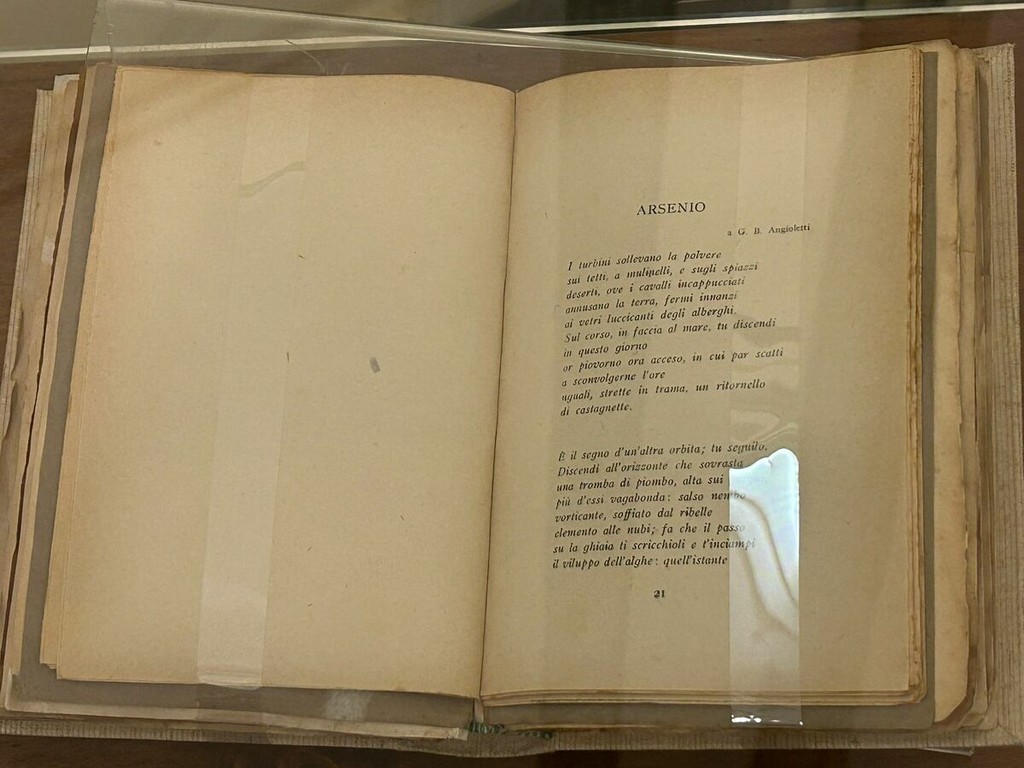 ARSENIO
a G. B. Angioletti
I turbini sollevano la polvere
sui tetti, a mulinelli, e sugli spiazzi
deserti, ove i cavalli incappucciati
annusano la terra, fermi innanzi
ai vetri luccicanti degli alberghi.
Sul corso, in faccia al mare, tu discendi
in questo giorno
or piovorno ora acceso, in cui par scatti
a sconvolgerne l'ore
uguali, strette in trama, un ritornello
di castagnette.
È il segno d'un'altra orbita; tu seguilo.
Discendi all'orizzonte che sovrasta
una tromba di piombo, alta sui
più d'essi vagabonda: salso nembo
vorticante, soffiato dal ribelle
elemento alle nubi; fa che il passo
su la ghiaia ti scricchioli e t'inciampi
il viluppo dell'alghe: quell'istante
21